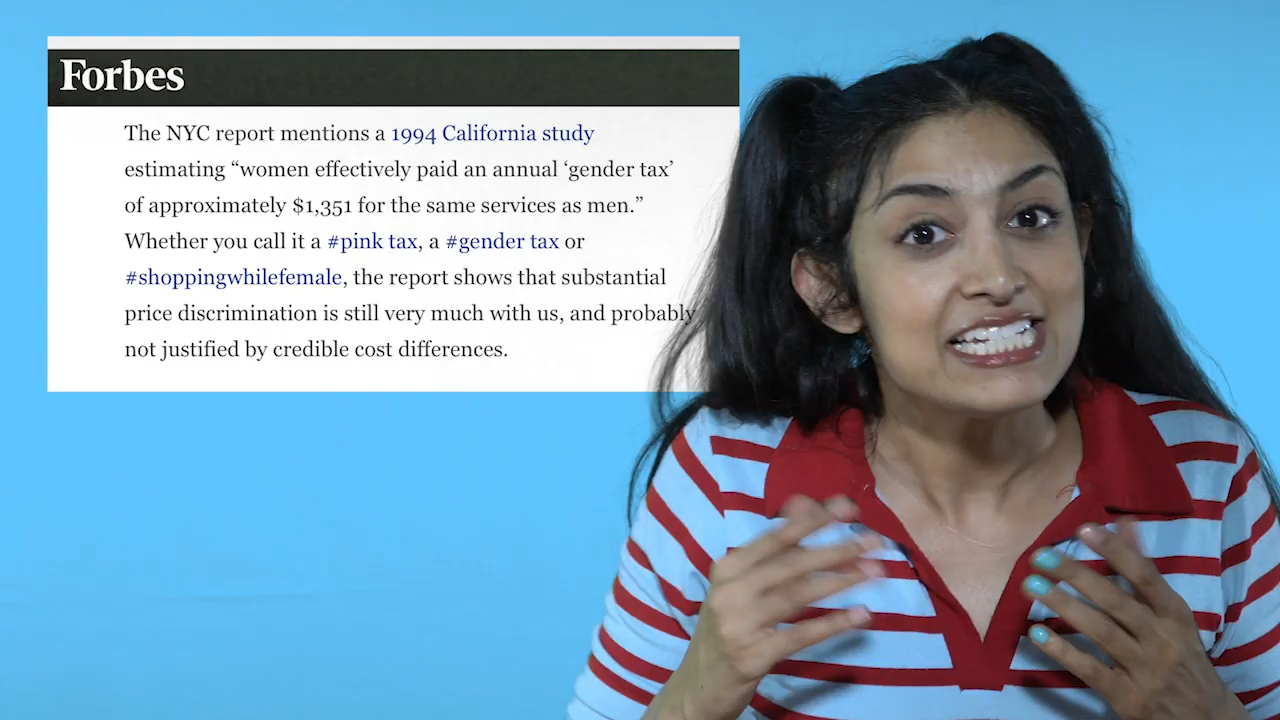 Forbes
The NYC report mentions a 1994 California study
estimating “women effectively paid an annual ‘gender tax’
of approximately $1,351 for the same services as men.”
Whether you call it a #pink tax, a #gender tax or
#shoppingwhilefemale, the report shows that substantial
price discrimination is still very much with us, and probably
not justified by credible cost differences.